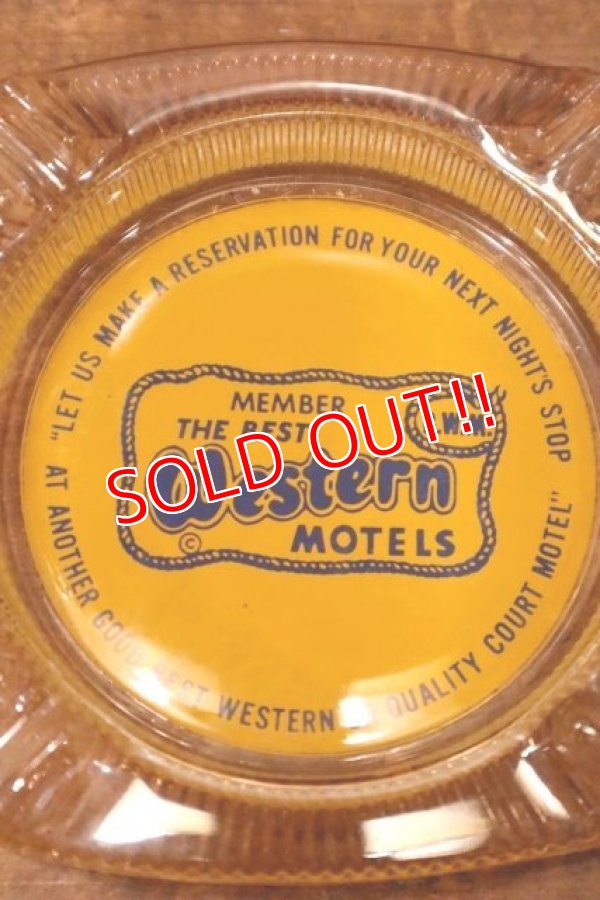 "LET US MAKE A RESERVATION FOR YOUR NEXT NIGHT'S STOP
AT ANOTHER GOOD BEST WESTERN QUALITY COURT MOTEL"
MEMBER
THE BEST
Western
©
MOTELS
SOLD OUT!!